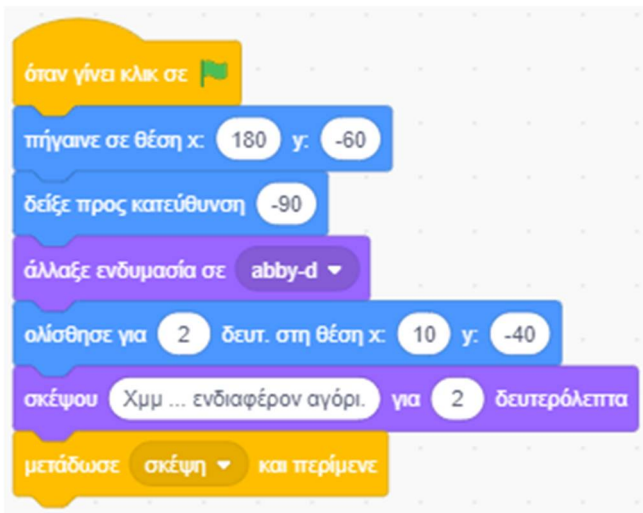 όταν γίνει κλικ σε
πήγαινε σε θέση x: 180 y: -60
δείξε προς κατεύθυνση -90
άλλαξε ενδυμασία σε abby-d
ολίσθησε για 2 δευτ. στη θέση x: 10 y: -40
σκέψου Χμμ ... ενδιαφέρον αγόρι. για 2 δευτερόλεπτα
μετάδωσε σκέψη και περίμενε